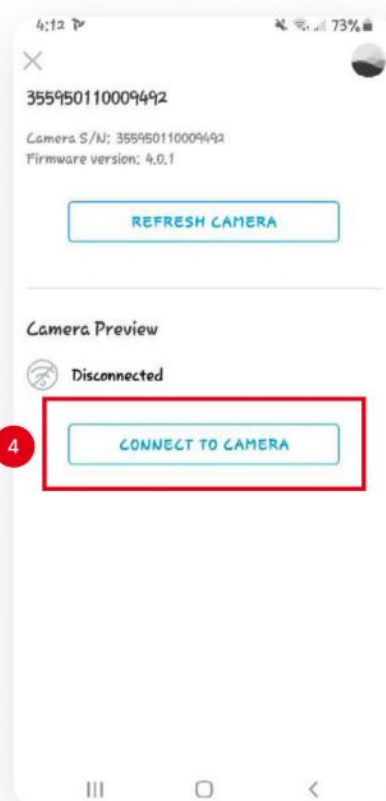 4:12 73%
355950110009492
Camera S/N: 355950110009492
Firmware version: 4.0.1
REFRESH CAMERA
Camera Preview
Disconnected
4
CONNECT TO CAMERA